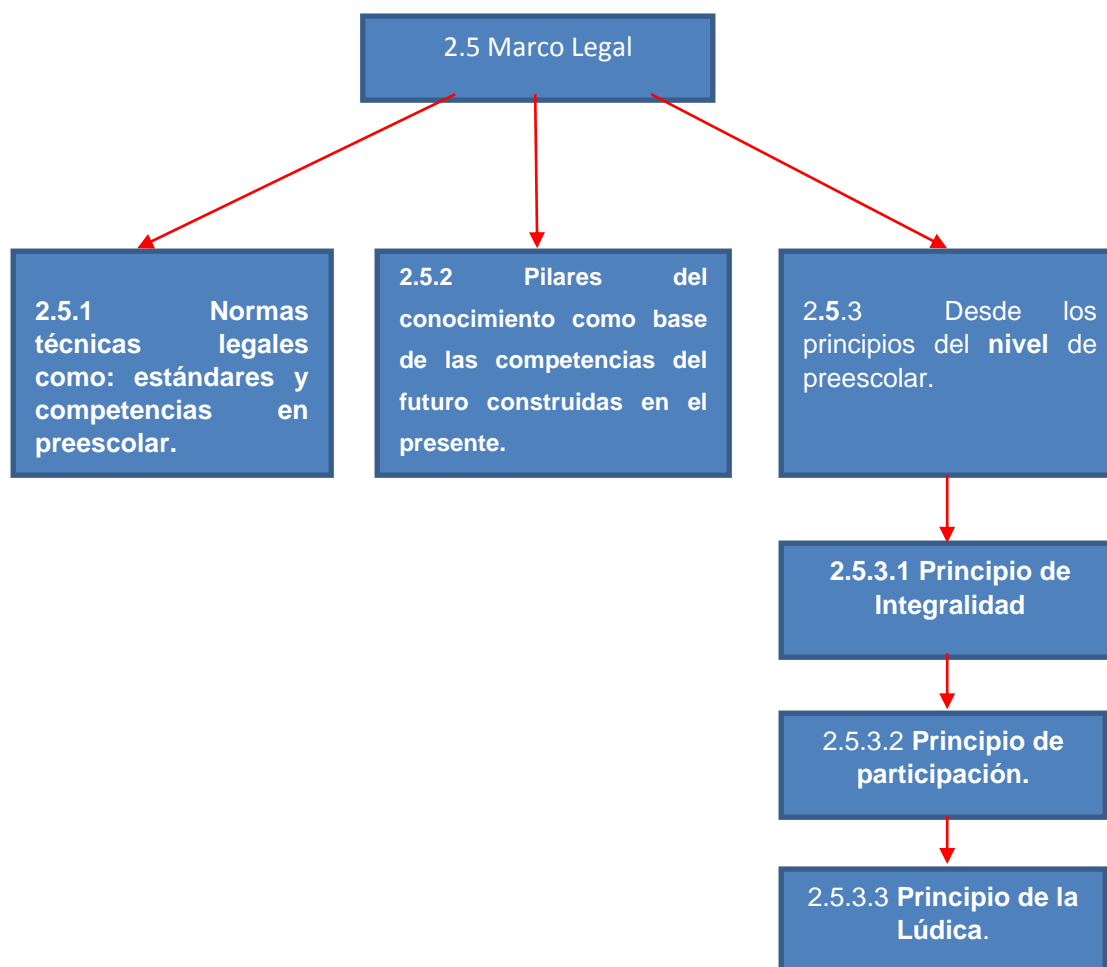 2.5 Marco Legal
2.5.1 Normas
técnicas legales
como: estándares y
competencias en
preescolar.
2.5.2 Pilares del
conocimiento como base
de las competencias del
futuro construidas en el
presente.
2.5.3 Desde los
principios del nivel de
preescolar.
2.5.3.1 Principio de
Integralidad
2.5.3.2 Principio de
participación.
2.5.3.3 Principio de la
Lúdica.